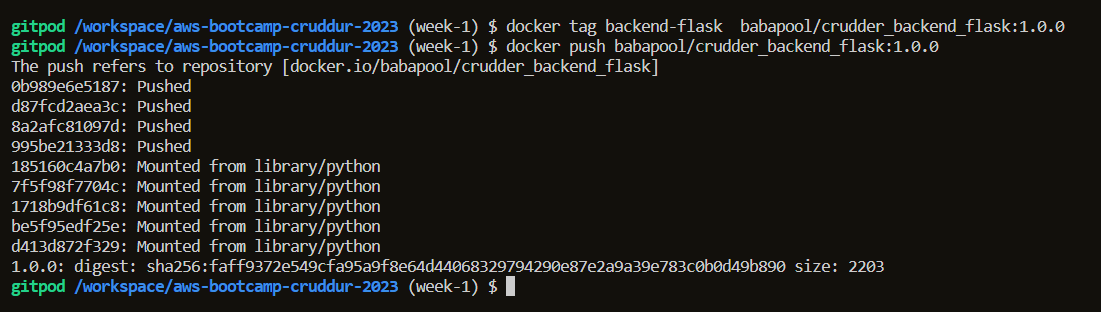 gitpod /workspace/aws-bootcamp-cruddur-2023 (week-1) $ docker tag backend-flask  babapool/crudder_backend_flask:1.0.0
gitpod /workspace/aws-bootcamp-cruddur-2023 (week-1) $ docker push babapool/crudder_backend_flask:1.0.0
The push refers to repository [docker.io/babapool/crudder_backend_flask]
0b989e6e5187: Pushed
d87fcd2aea3c: Pushed
8a2afc81097d: Pushed
995be21333d8: Pushed
185160c4a7b0: Mounted from library/python
7f5f98f7704c: Mounted from library/python
1718b9df61c8: Mounted from library/python
be5f95edf25e: Mounted from library/python
d413d872f329: Mounted from library/python
1.0.0: digest: sha256:faff9372e549cfa95a9f8e64d44068329794290e87e2a9a39e783c0b0d49b890 size: 2203
gitpod /workspace/aws-bootcamp-cruddur-2023 (week-1) $